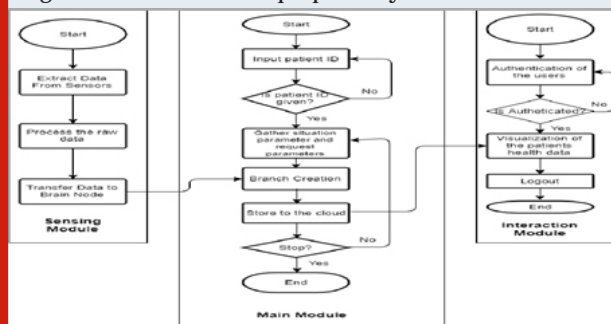 Start
Extract Data
From Sensors
Process the raw
data
Transfer Data to
Brain Node
Sensing
Module
Start
Input patient ID
Is patient ID
given?
No
Yes
Gather situation
parameter and
request
parameters
Branch Creation
Store to the cloud
Stop?
No
Yes
End
Main Module
Start
Authentication of
the users
Is Autheticated?
No
Yes
Visualization of
the patients
health data
Logout
End
Interaction
Module